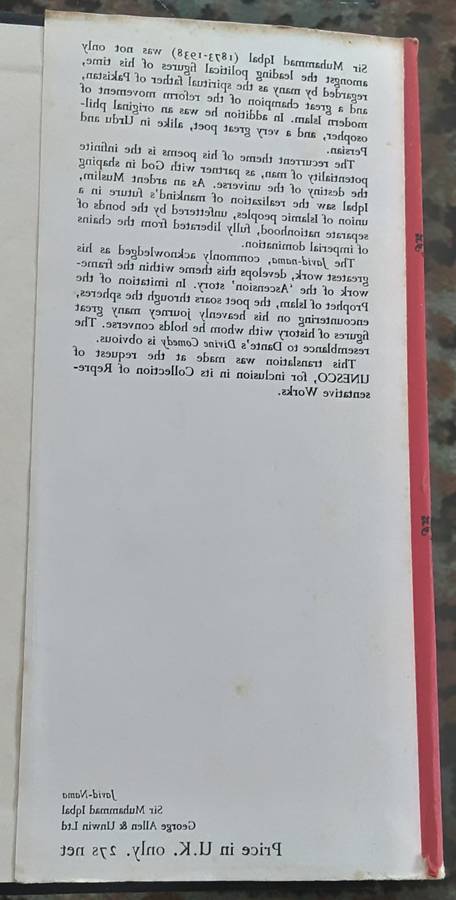 Sir Muhammad Iqbal (1873-1938) was not only
amongst the leading political figures of his time,
regarded by many as the spiritual father of Pakistan,
and a great champion of the reform movement of
modern Islam. In addition he was an original phil-
osopher, and a very great poet, alike in Urdu and
Persian.
The recurrent theme of his poems is the infinite
potentiality of man, as partner with God in shaping
the destiny of the universe. As an ardent Muslim,
Iqbal saw the realization of mankind's future in a
union of Islamic peoples, unfettered by the bonds of
separate nationhood, fully liberated from the chains
of imperial domination.
The Javid-nama, commonly acknowledged as his
greatest work, develops this theme within the frame-
work of the 'Ascension' story. In imitation of the
Prophet of Islam, the poet soars through the spheres,
encountering on his heavenly journey many great
figures of history with whom he holds converse. The
resemblance to Dante's Divine Comedy is obvious.
This translation was made at the request of
UNESCO, for inclusion in its Collection of Repre-
sentative Works.
Javid-Nama
Sir Muhammad Iqbal
George Allen & Unwin Ltd
Price in U.K. only. 27s net